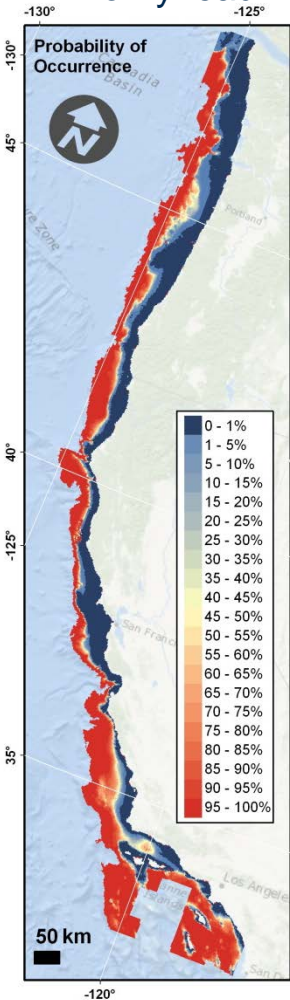 -130°
-125°
Probability of
Occurrence
Basin
-130°
45°
Portland
40°
-125°
San Franc
35°
0 - 1%
1 - 5%
5 - 10%
10 - 15%
15 - 20%
20 - 25%
25 - 30%
30 - 35%
35 - 40%
40 - 45%
45 - 50%
50 - 55%
55 - 60%
60 - 65%
65 - 70%
70 - 75%
75 - 80%
80 - 85%
85 - 90%
90 - 95%
95 - 100%
Los Angele
San D
50 km
N
-120°